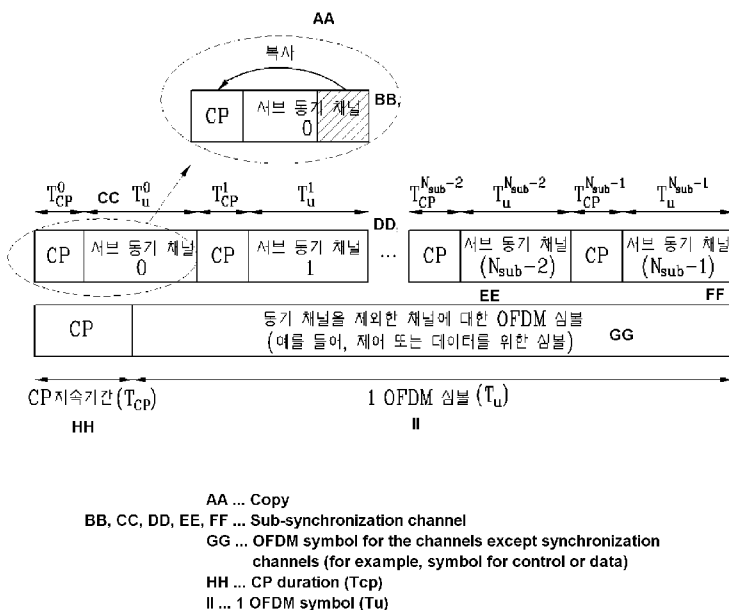 AA
복사
CP
서브 동기 채널
0
BB,
T_CP^0
CC
T_u^0
T_CP^1
T_u^1
T_CP^{N_sub-2}
T_u^{N_sub-2}
T_CP^{N_sub-1}
T_u^{N_sub-1}
DD
CP
서브 동기 채널
0
CP
서브 동기 채널
1
...
CP
서브 동기 채널
(N_sub-2)
CP
서브 동기 채널
(N_sub-1)
EE
FF
CP
동기 채널을 제외한 채널에 대한 OFDM 심볼
(예를 들어, 제어 또는 데이터를 위한 심볼)
GG
CP 지속기간(T_CP)
1 OFDM 심볼(T_u)
HH
II
AA ... Copy
BB, CC, DD, EE, FF ... Sub-synchronization channel
GG ... OFDM symbol for the channels except synchronization
channels (for example, symbol for control or data)
HH ... CP duration (Tcp)
II ... 1 OFDM symbol (Tu)